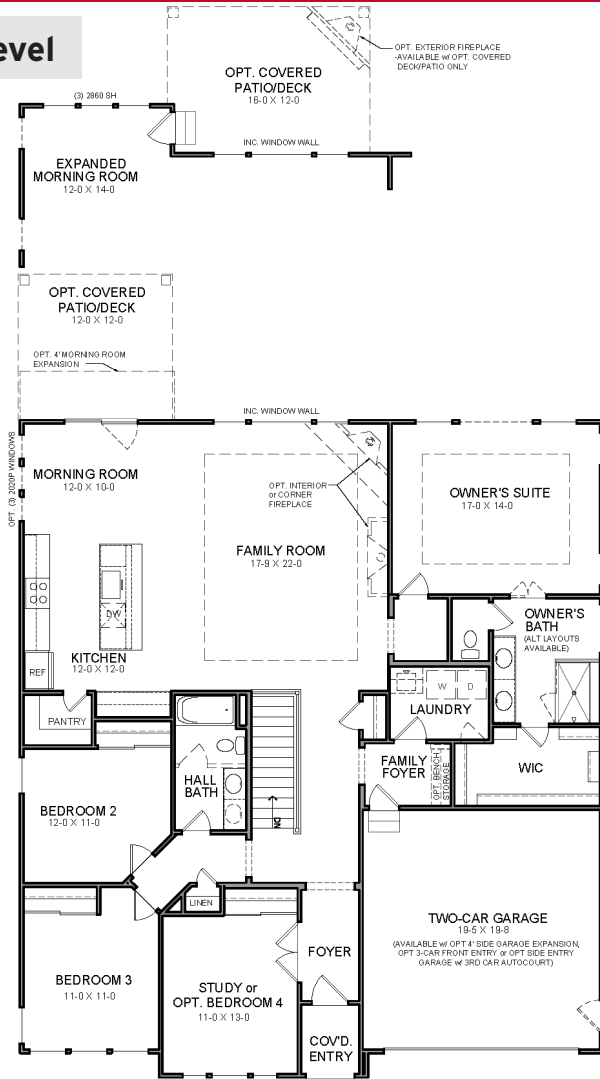 evel
OPT. EXTERIOR FIREPLACE
-AVAILABLE w/ OPT. COVERED
DECK/PATIO ONLY
OPT. COVERED
PATIO/DECK
16-0 X 12-0
(3) 2860 SH
INC. WINDOW WALL
EXPANDED
MORNING ROOM
12-0 X 14-0
OPT. COVERED
PATIO/DECK
12-0 X 12-0
OPT. 4' MORNING ROOM
EXPANSION
INC. WINDOW WALL
OPT. (3) 2020P WINDOWS
MORNING ROOM
12-0 X 10-0
OPT. INTERIOR
or CORNER
FIREPLACE
OWNER'S SUITE
17-0 X 14-0
FAMILY ROOM
17-9 X 22-0
DW
OWNER'S
BATH
(ALT LAYOUTS
AVAILABLE)
KITCHEN
12-0 X 12-0
REF
W
D
LAUNDRY
PANTRY
FAMILY
FOYER
OPT. BENCH
STORAGE
WIC
HALL
BATH
DN
BEDROOM 2
12-0 X 11-0
LINEN
TWO-CAR GARAGE
19-5 X 19-8
(AVAILABLE w/ OPT 4' SIDE GARAGE EXPANSION,
OPT 3-CAR FRONT ENTRY or OPT SIDE ENTRY
GARAGE w/ 3RD CAR AUTOCOURT)
FOYER
BEDROOM 3
11-0 X 11-0
STUDY or
OPT. BEDROOM 4
11-0 X 13-0
COV'D.
ENTRY